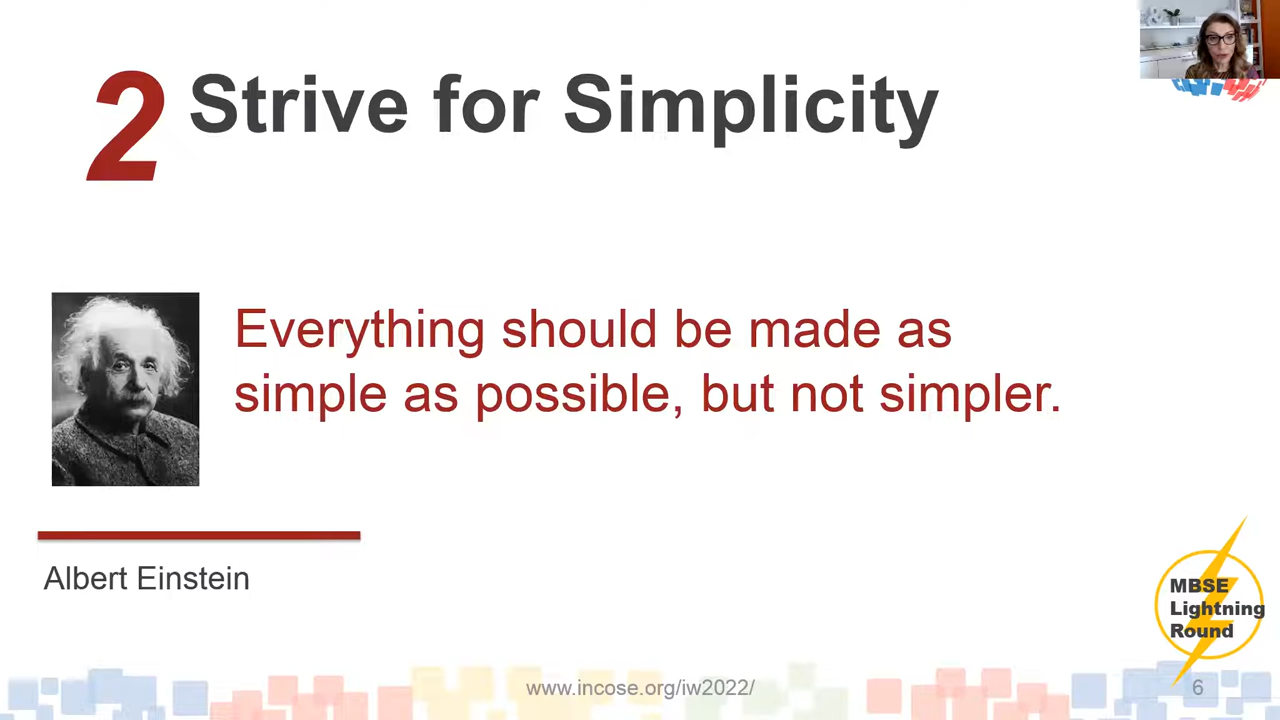 2 Strive for Simplicity
Everything should be made as
simple as possible, but not simpler.
Albert Einstein
MBSE
Lightning
Round
www.incose.org/iw2022/
6